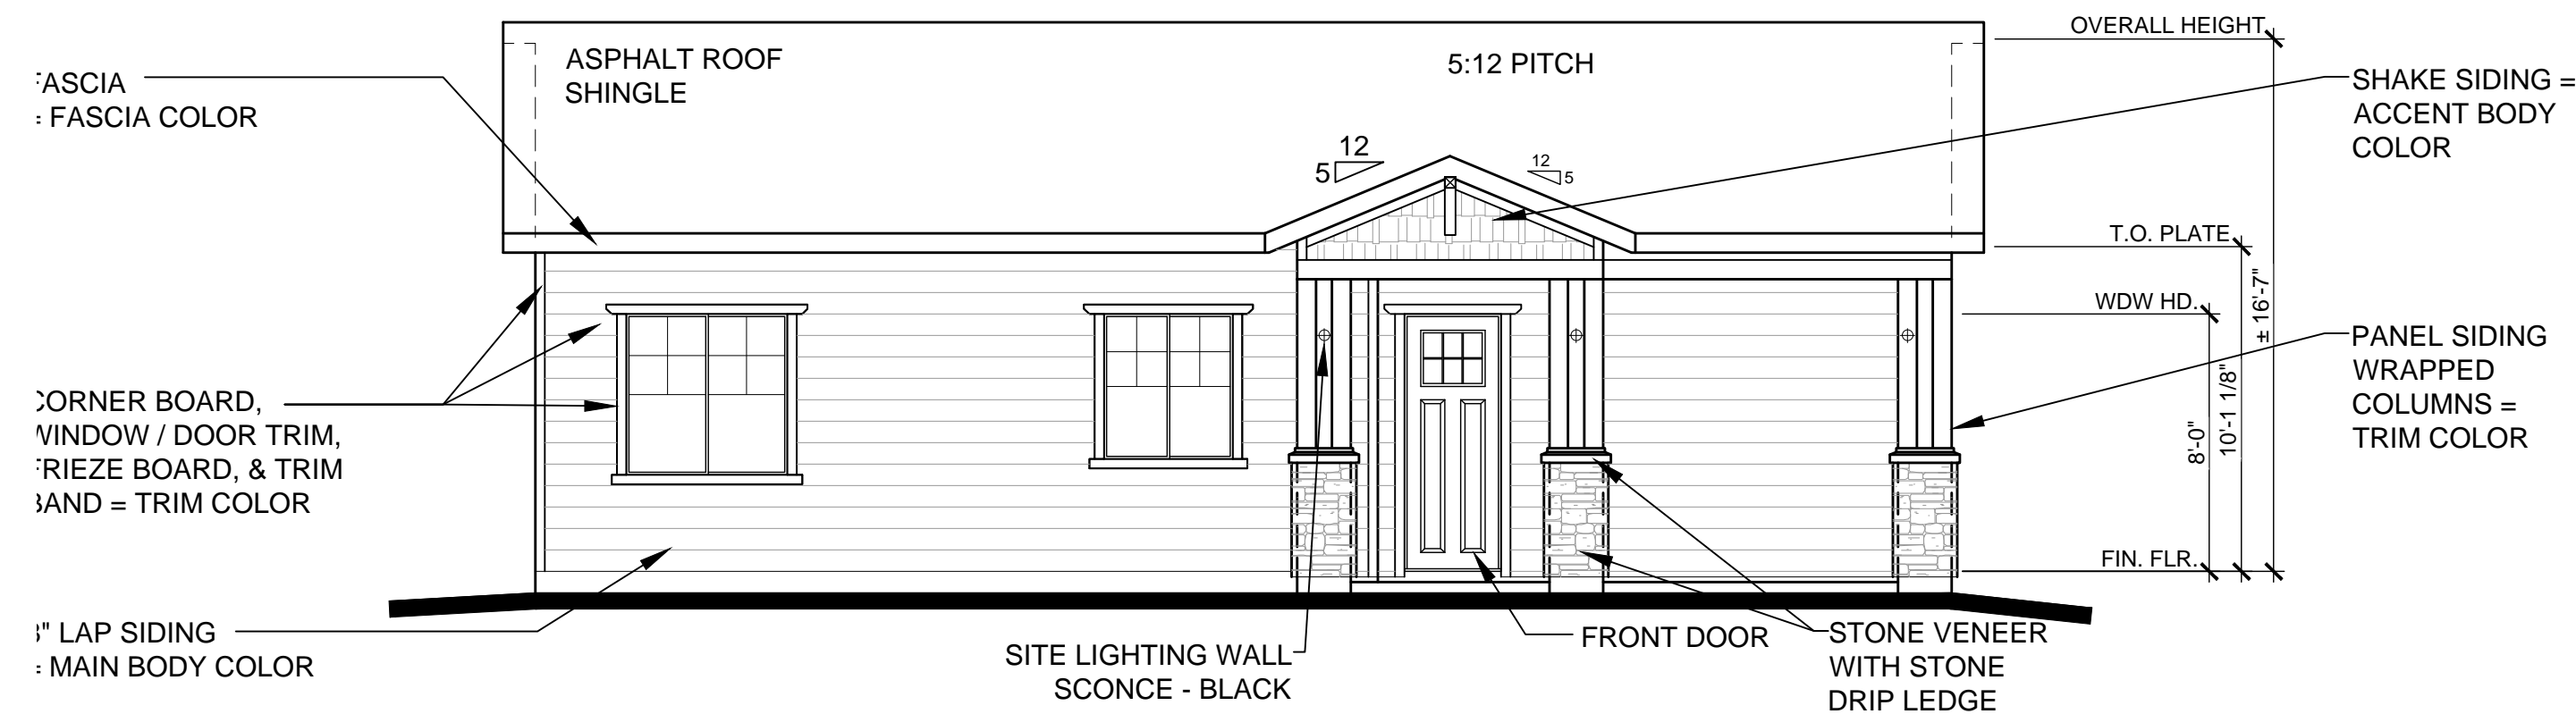 ASPHALT ROOF
SHINGLE
5:12 PITCH
OVERALL HEIGHT
FASCIA
= FASCIA COLOR
SHAKE SIDING =
ACCENT BODY
COLOR
12
5
12
5
T.O. PLATE
WDW HD.
± 16'-7"
10'-1 1/8"
8'-0"
PANEL SIDING
WRAPPED
COLUMNS =
TRIM COLOR
CORNER BOARD,
WINDOW / DOOR TRIM,
FRIEZE BOARD, & TRIM
BAND = TRIM COLOR
FIN. FLR.
" LAP SIDING
= MAIN BODY COLOR
SITE LIGHTING WALL
SCONCE - BLACK
FRONT DOOR
STONE VENEER
WITH STONE
DRIP LEDGE